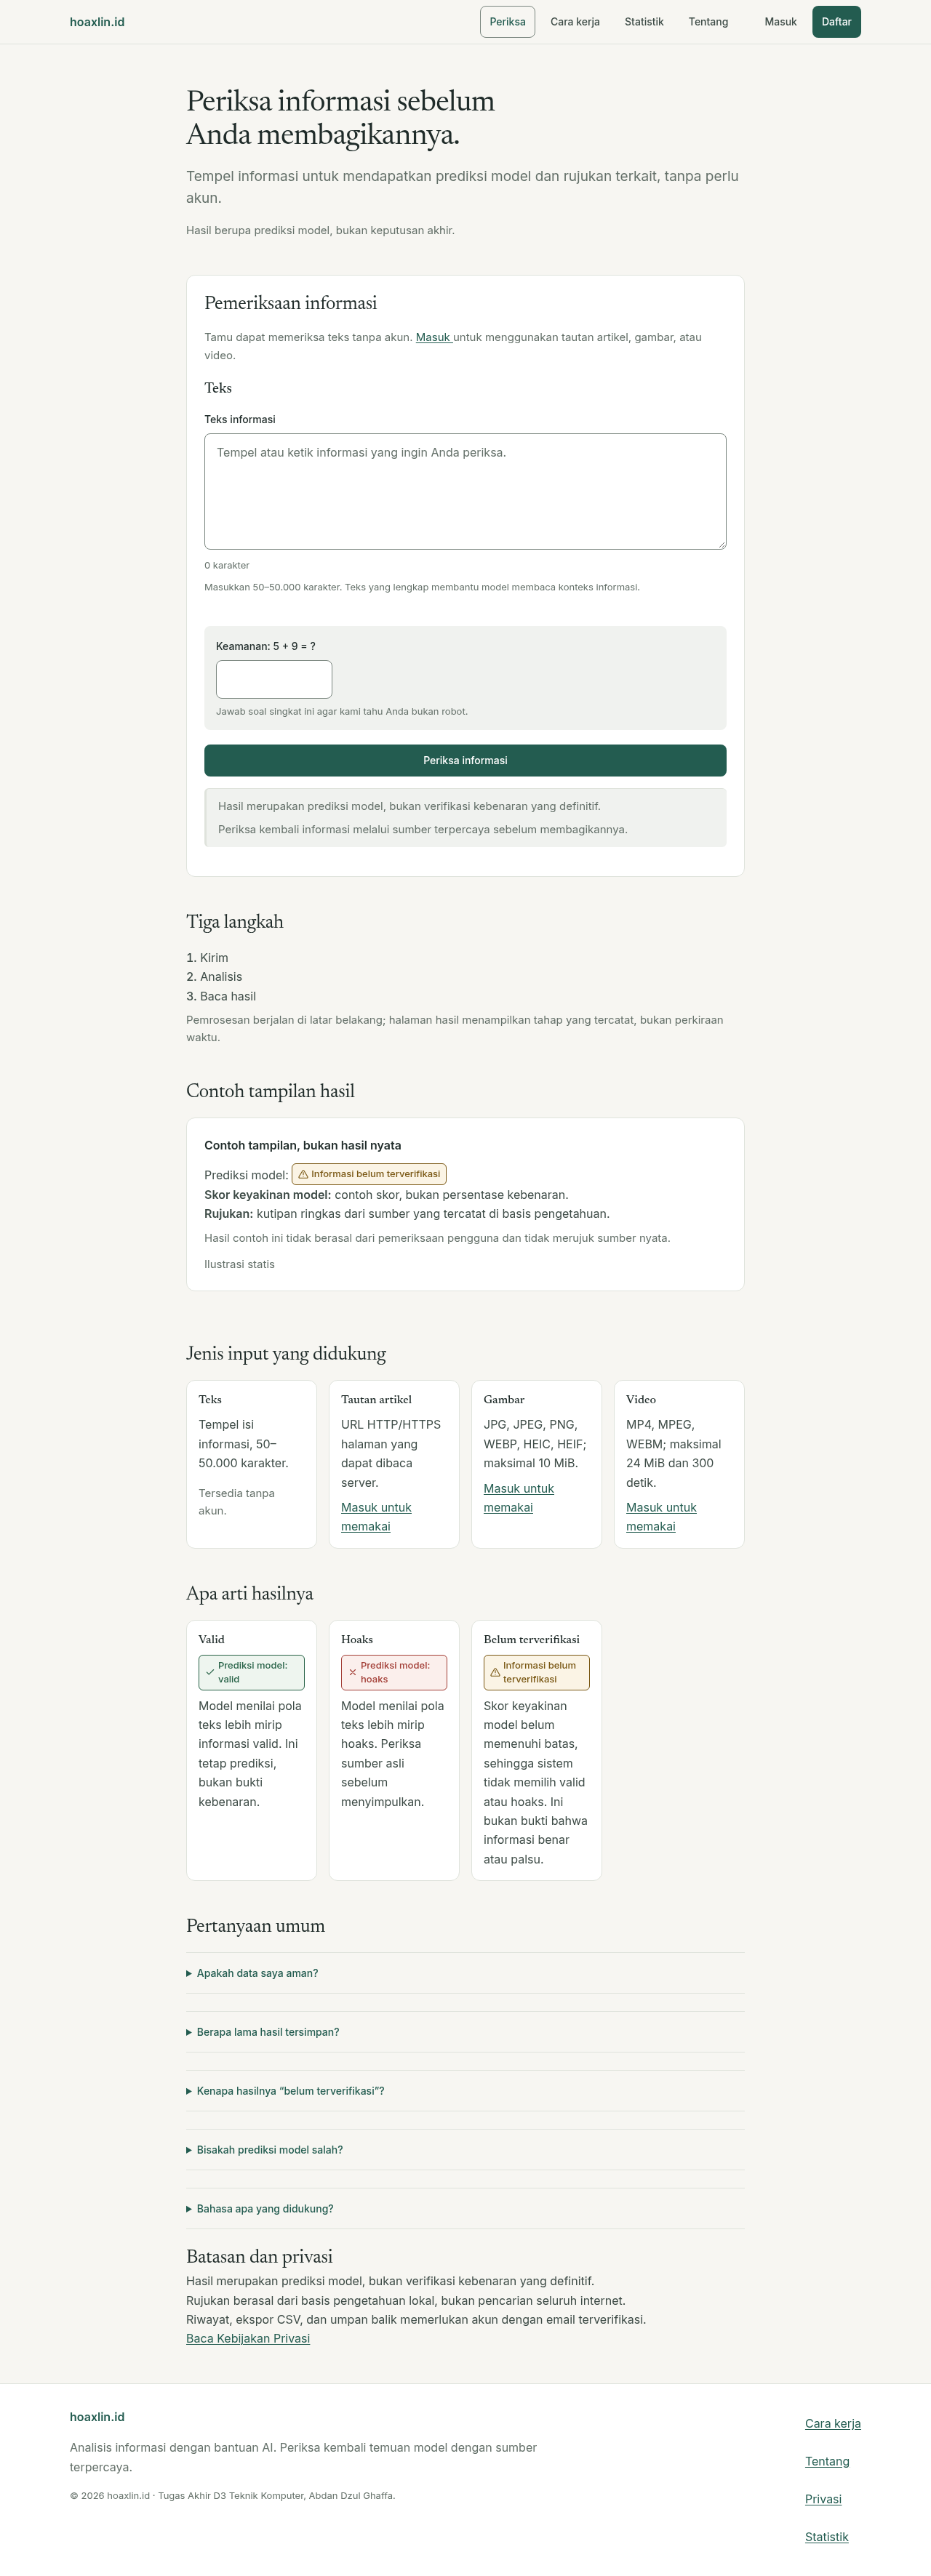 hoaxlin.id
Periksa
Cara kerja
Statistik
Tentang
Masuk
Daftar
Periksa informasi sebelum
Anda membagikannya.
Tempel informasi untuk mendapatkan prediksi model dan rujukan terkait, tanpa perlu
akun.
Hasil berupa prediksi model, bukan keputusan akhir.
Pemeriksaan informasi
Tamu dapat memeriksa teks tanpa akun. Masuk untuk menggunakan tautan artikel, gambar, atau
video.
Teks
Teks informasi
Tempel atau ketik informasi yang ingin Anda periksa.
0 karakter
Masukkan 50–50.000 karakter. Teks yang lengkap membantu model membaca konteks informasi.
Keamanan: 5 + 9 = ?
Jawab soal singkat ini agar kami tahu Anda bukan robot.
Periksa informasi
Hasil merupakan prediksi model, bukan verifikasi kebenaran yang definitif.
Periksa kembali informasi melalui sumber terpercaya sebelum membagikannya.
Tiga langkah
1. Kirim
2. Analisis
3. Baca hasil
Pemrosesan berjalan di latar belakang; halaman hasil menampilkan tahap yang tercatat, bukan perkiraan
waktu.
Contoh tampilan hasil
Contoh tampilan, bukan hasil nyata
Prediksi model: Informasi belum terverifikasi
Skor keyakinan model: contoh skor, bukan persentase kebenaran.
Rujukan: kutipan ringkas dari sumber yang tercatat di basis pengetahuan.
Hasil contoh ini tidak berasal dari pemeriksaan pengguna dan tidak merujuk sumber nyata.
Ilustrasi statis
Jenis input yang didukung
Teks
Tempel isi
informasi, 50–
50.000 karakter.
Tersedia tanpa
akun.
Tautan artikel
URL HTTP/HTTPS
halaman yang
dapat dibaca
server.
Masuk untuk
memakai
Gambar
JPG, JPEG, PNG,
WEBP, HEIC, HEIF;
maksimal 10 MiB.
Masuk untuk
memakai
Video
MP4, MPEG,
WEBM; maksimal
24 MiB dan 300
detik.
Masuk untuk
memakai
Apa arti hasilnya
Valid
Prediksi model:
valid
Model menilai pola
teks lebih mirip
informasi valid. Ini
tetap prediksi,
bukan bukti
kebenaran.
Hoaks
Prediksi model:
hoaks
Model menilai pola
teks lebih mirip
hoaks. Periksa
sumber asli
sebelum
menyimpulkan.
Belum terverifikasi
Informasi belum
terverifikasi
Skor keyakinan
model belum
memenuhi batas,
sehingga sistem
tidak memilih valid
atau hoaks. Ini
bukan bukti bahwa
informasi benar
atau palsu.
Pertanyaan umum
Apakah data saya aman?
Berapa lama hasil tersimpan?
Kenapa hasilnya “belum terverifikasi”?
Bisakah prediksi model salah?
Bahasa apa yang didukung?
Batasan dan privasi
Hasil merupakan prediksi model, bukan verifikasi kebenaran yang definitif.
Rujukan berasal dari basis pengetahuan lokal, bukan pencarian seluruh internet.
Riwayat, ekspor CSV, dan umpan balik memerlukan akun dengan email terverifikasi.
Baca Kebijakan Privasi
hoaxlin.id
Analisis informasi dengan bantuan AI. Periksa kembali temuan model dengan sumber
terpercaya.
© 2026 hoaxlin.id · Tugas Akhir D3 Teknik Komputer, Abdan Dzul Ghaffa.
Cara kerja
Tentang
Privasi
Statistik